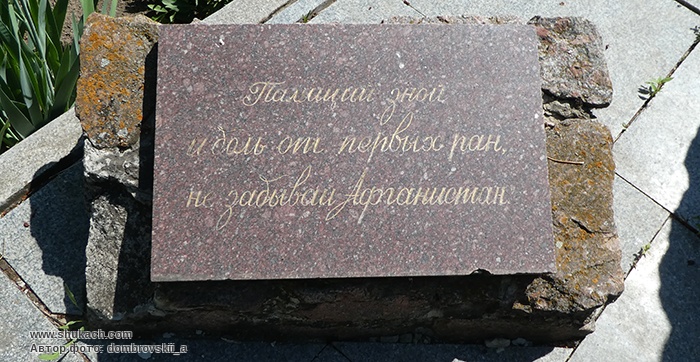 Палящий зной
и боль от первых ран,
не забывай Афганистан.
www.shukach.com
Автор фото: dombrovskii_a